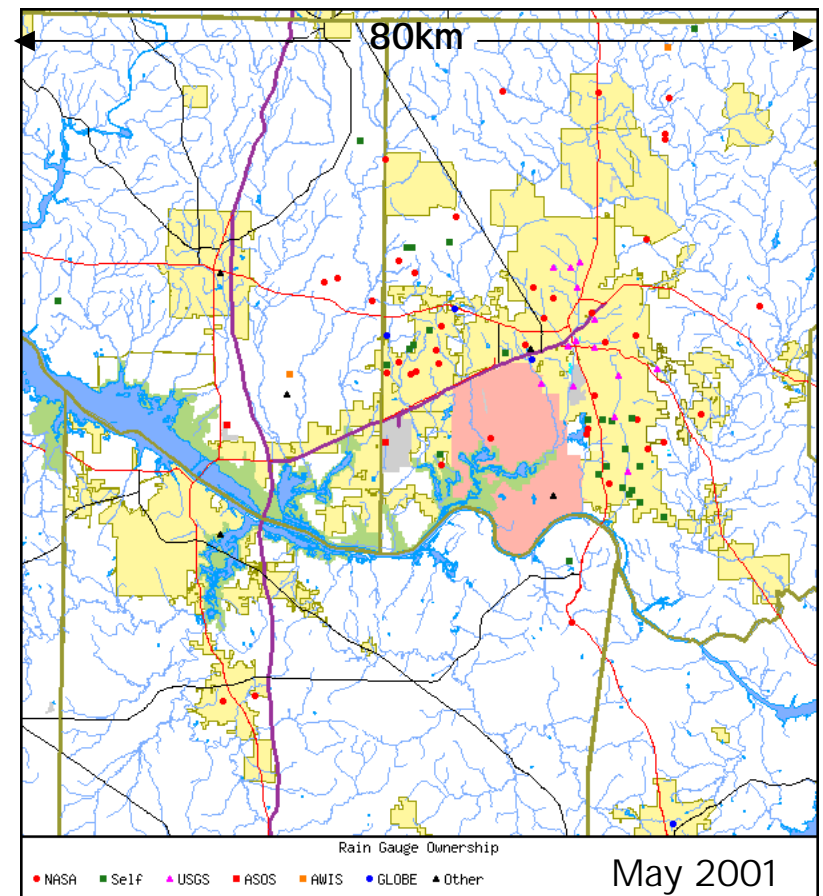 80km
Rain Gauge Ownership
NASA Self USGS ASOS AWIS GLOBE Other
May 2001